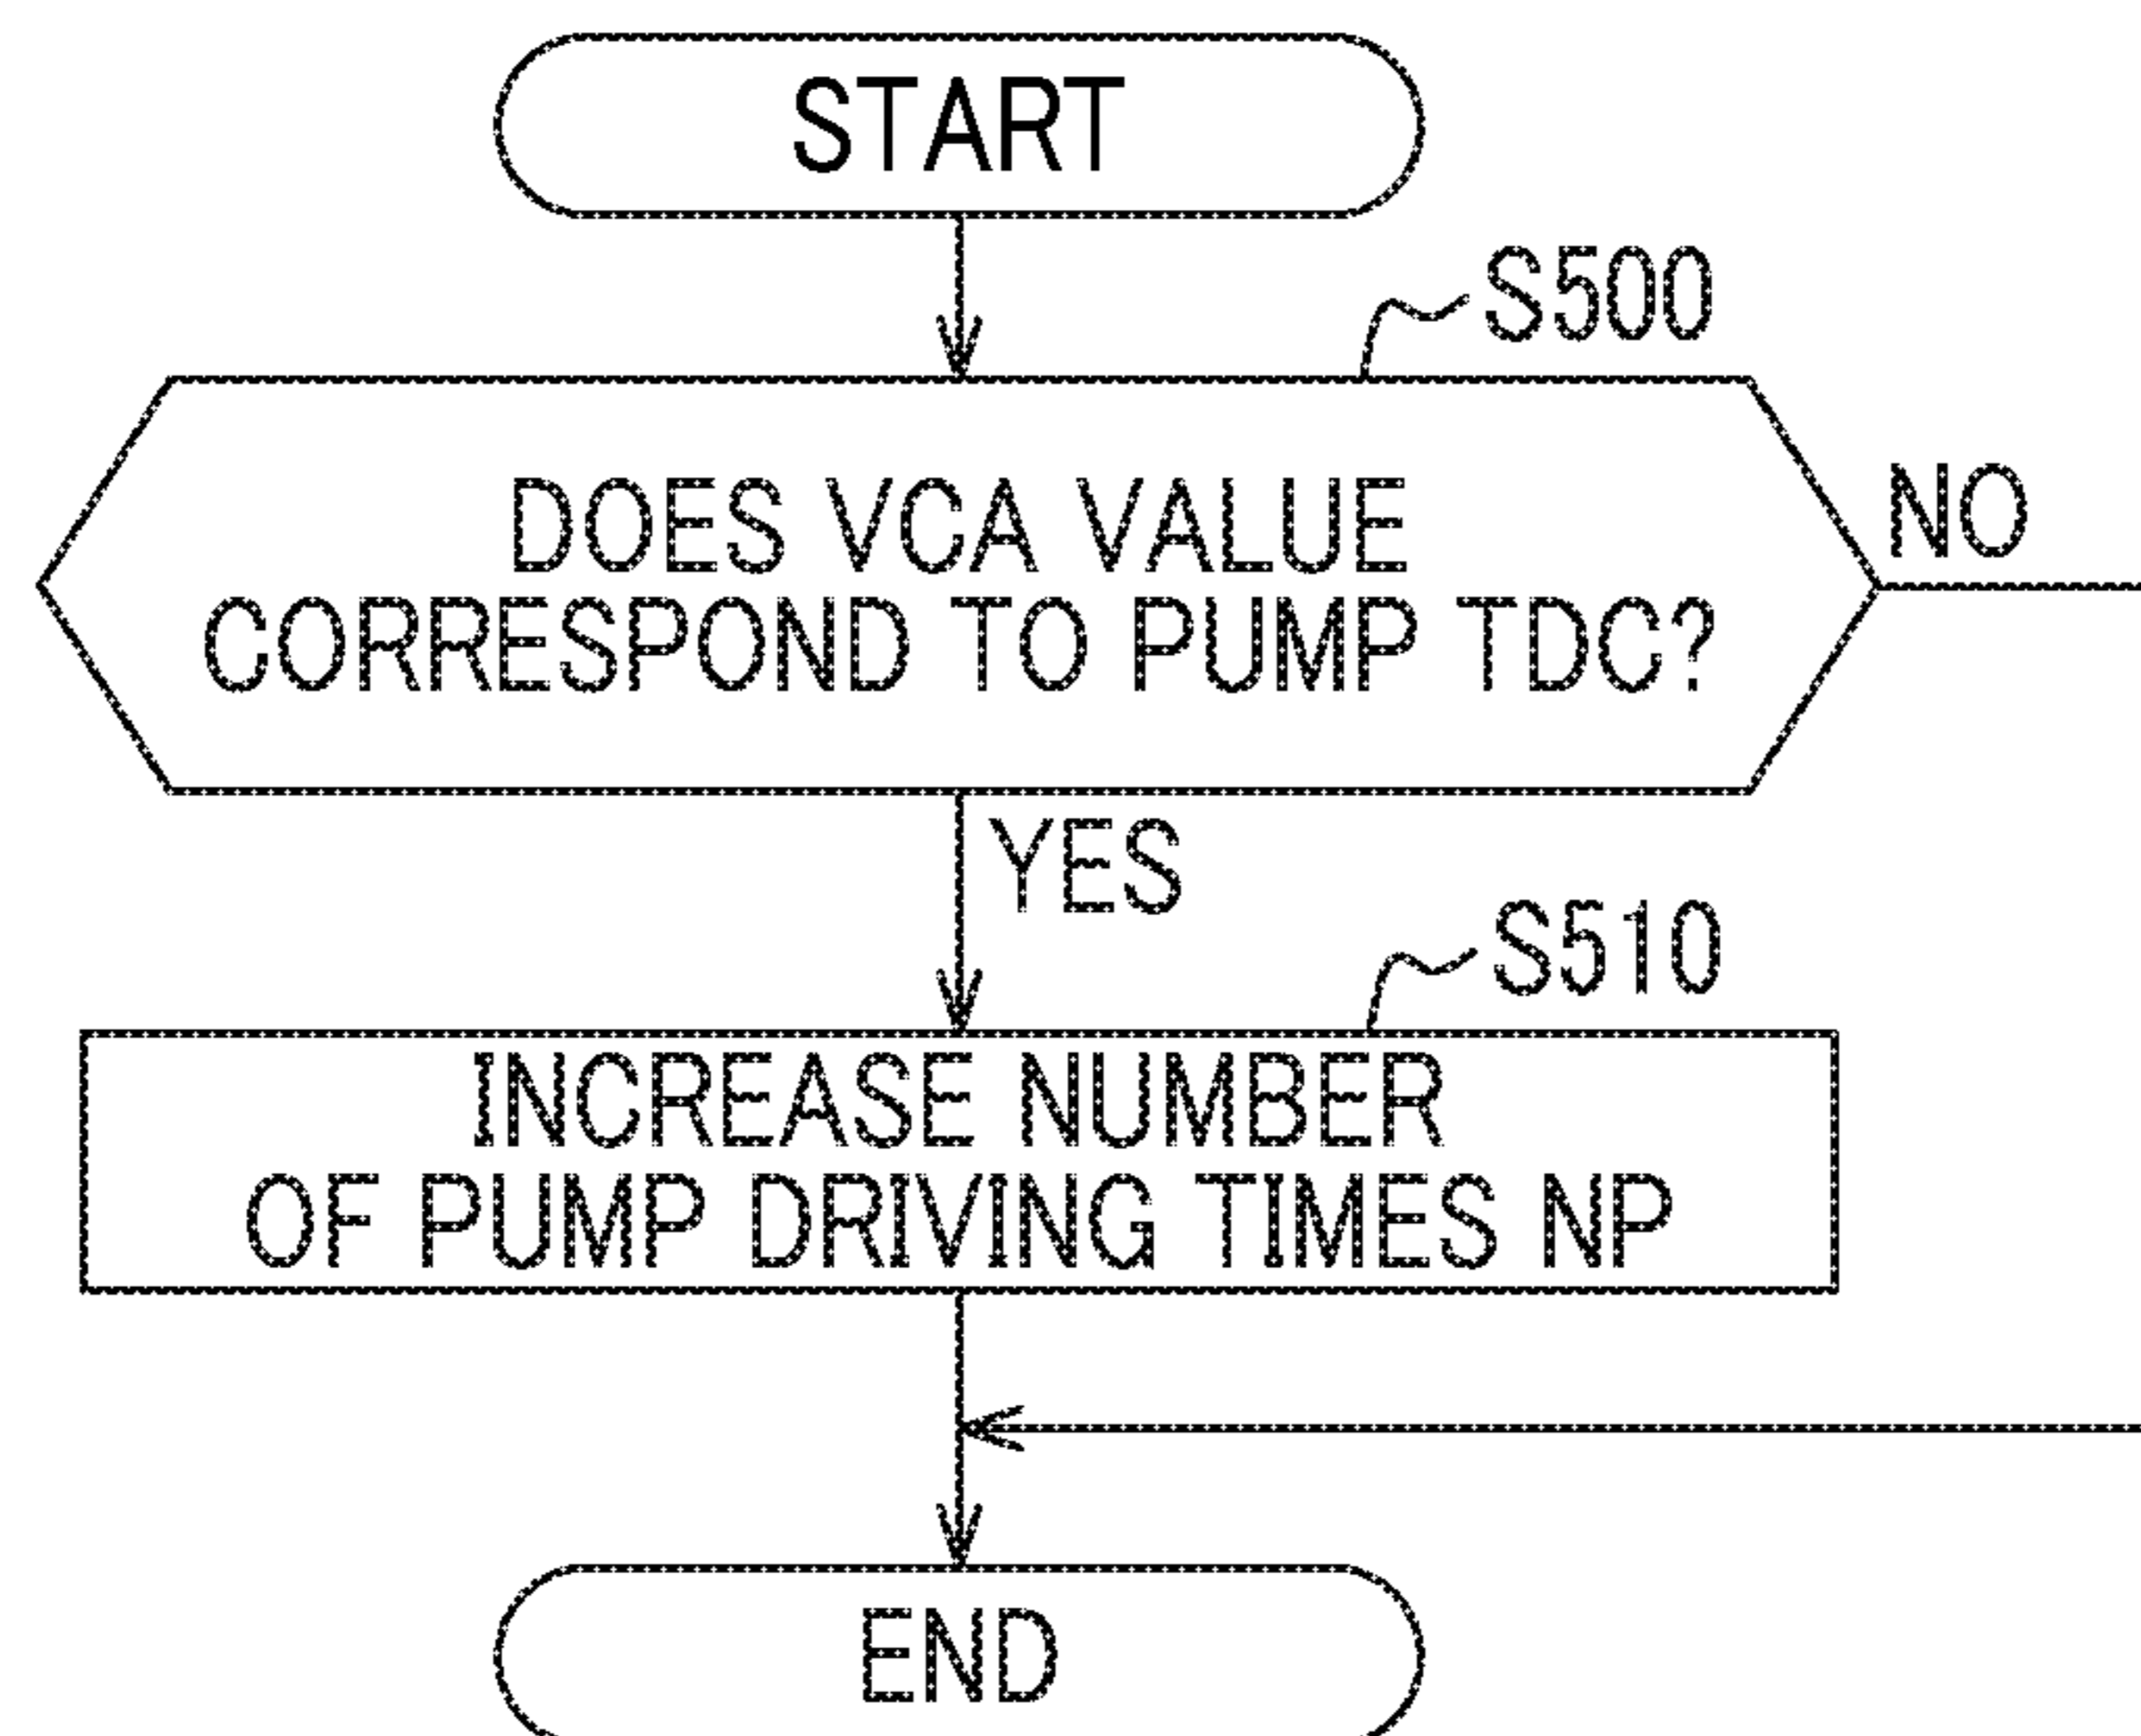 START
S500
DOES VCA VALUE
CORRESPOND TO PUMP TDC?
NO
YES
S510
INCREASE NUMBER
OF PUMP DRIVING TIMES NP
END